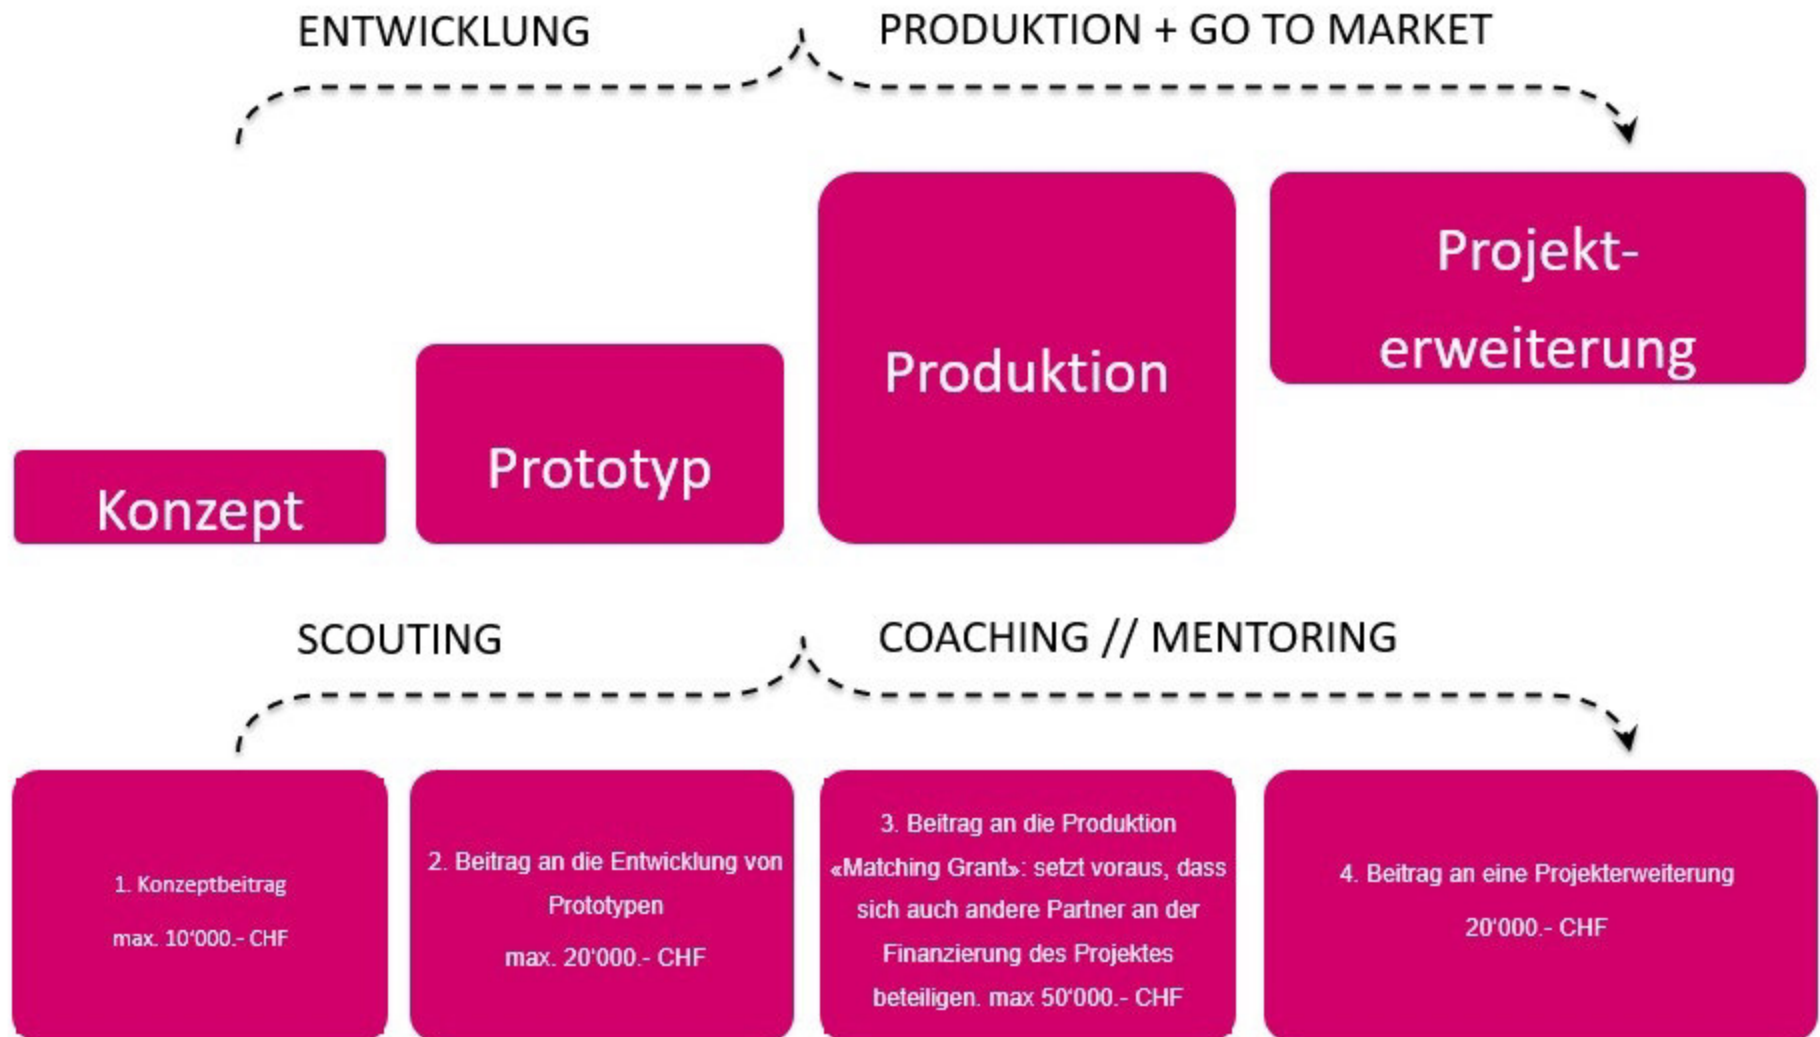 ENTWICKLUNG
PRODUKTION + GO TO MARKET
Konzept
Prototyp
Produktion
Projekt-
erweiterung
SCOUTING
COACHING // MENTORING
1. Konzeptbeitrag
max. 10‘000.- CHF
2. Beitrag an die Entwicklung von
Prototypen
max. 20‘000.- CHF
3. Beitrag an die Produktion
«Matching Grant»: setzt voraus, dass
sich auch andere Partner an der
Finanzierung des Projektes
beteiligen. max 50‘000.- CHF
4. Beitrag an eine Projekterweiterung
20‘000.- CHF